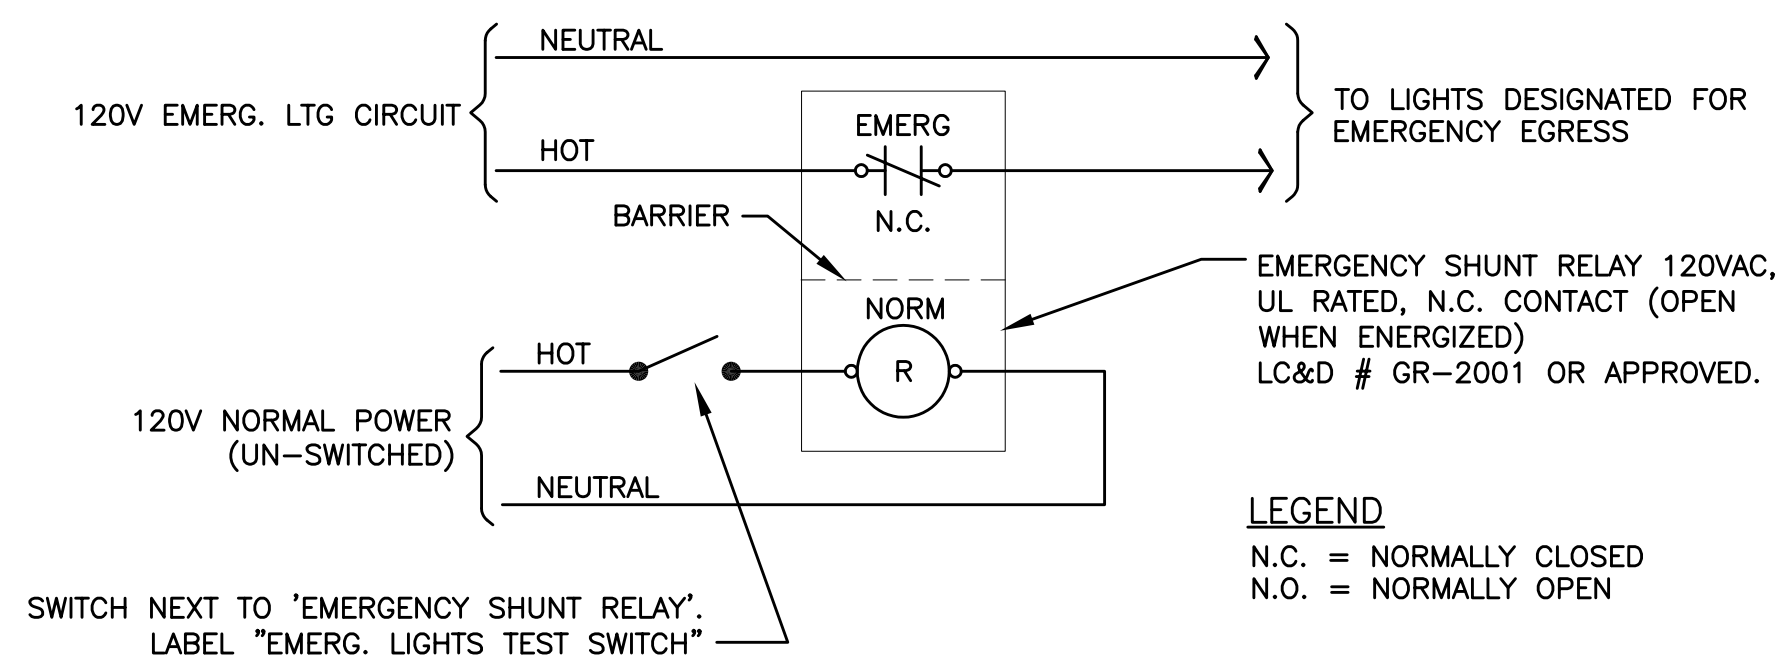 NEUTRAL
120V EMERG. LTG CIRCUIT
HOT
EMERG
N.C.
TO LIGHTS DESIGNATED FOR
EMERGENCY EGRESS
BARRIER
EMERGENCY SHUNT RELAY 120VAC,
UL RATED, N.C. CONTACT (OPEN
WHEN ENERGIZED)
LC&D # GR-2001 OR APPROVED.
NORM
R
HOT
120V NORMAL POWER
(UN-SWITCHED)
NEUTRAL
SWITCH NEXT TO 'EMERGENCY SHUNT RELAY'.
LABEL "EMERG. LIGHTS TEST SWITCH"
LEGEND
N.C. = NORMALLY CLOSED
N.O. = NORMALLY OPEN